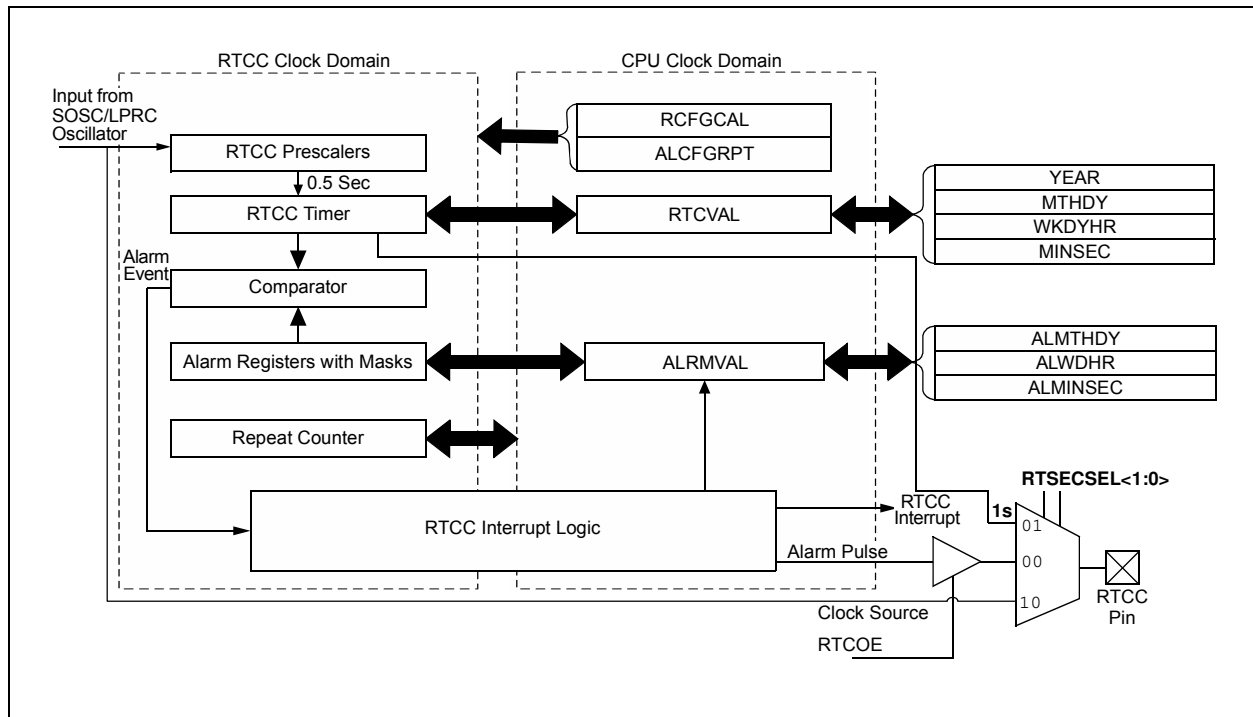 RTCC Clock Domain
CPU Clock Domain
Input from
SOSC/LPRC
Oscillator
RCFGCAL
ALCFGRPT
RTCC Prescalers
0.5 Sec
YEAR
MTHDY
WKDYHR
MINSEC
RTCC Timer
RTCVAL
Alarm
Event
Comparator
Alarm Registers with Masks
ALRMVAL
ALMTHDY
ALWDHR
ALMINSEC
Repeat Counter
RTSECSEL<1:0>
RTCC Interrupt Logic
RTCC
Interrupt
1s
01
Alarm Pulse
00
Clock Source
10
RTCC
Pin
RTCOE